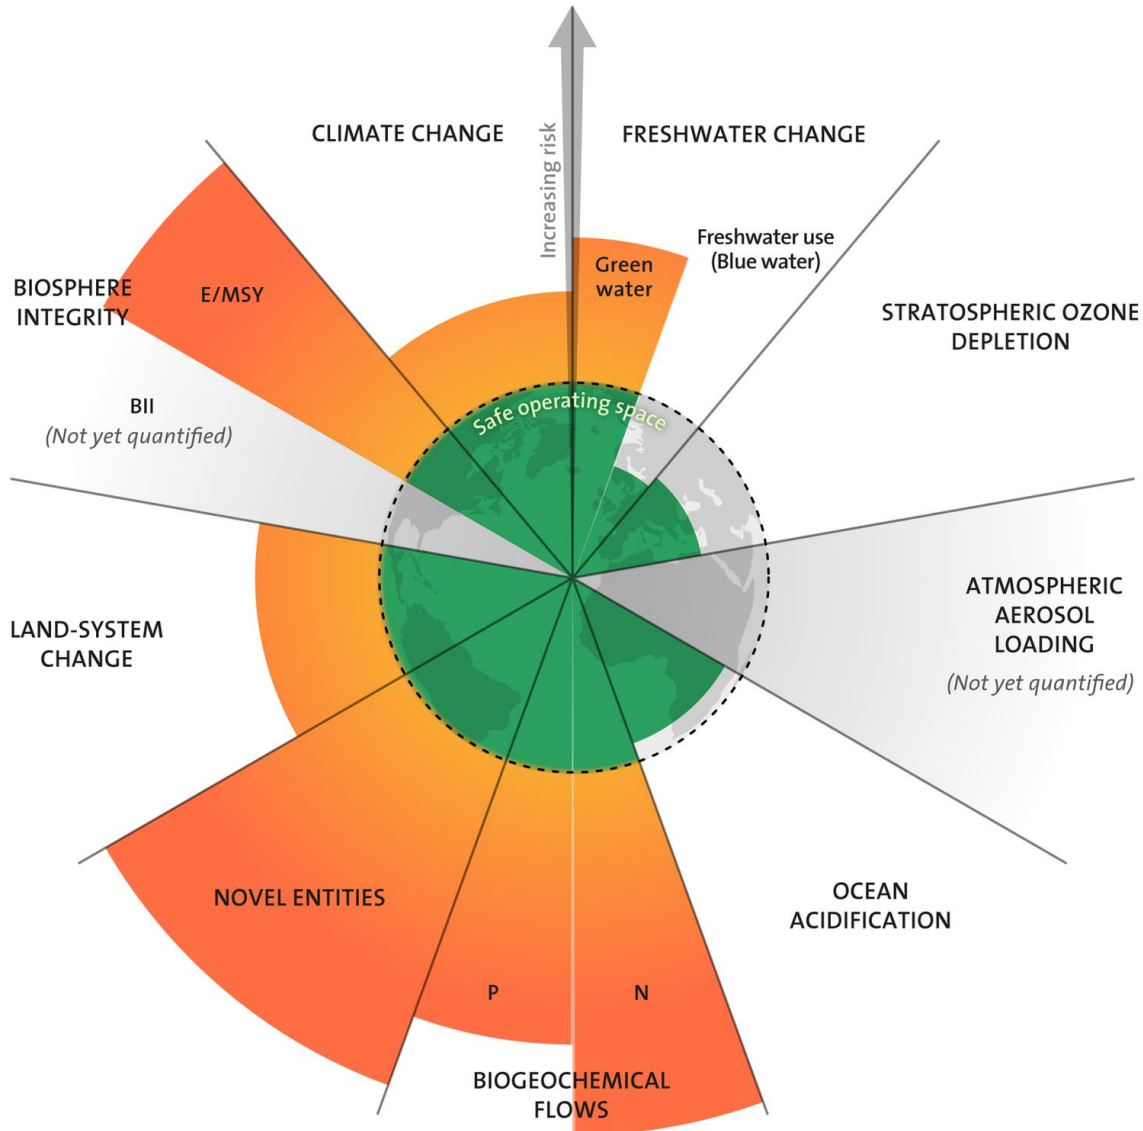 CLIMATE CHANGE
Increasing risk
FRESHWATER CHANGE
Freshwater use
(Blue water)
Green
water
STRATOSPHERIC OZONE
DEPLETION
BIOSPHERE
INTEGRITY
E/MSY
BII
(Not yet quantified)
Safe operating space
ATMOSPHERIC
AEROSOL
LOADING
(Not yet quantified)
LAND-SYSTEM
CHANGE
NOVEL ENTITIES
OCEAN
ACIDIFICATION
P
N
BIOGEOCHEMICAL
FLOWS